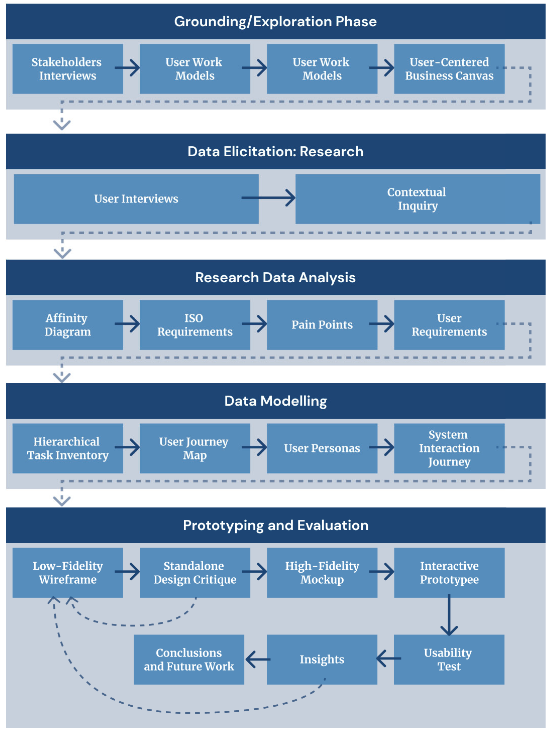 Grounding/Exploration Phase
Stakeholders
Interviews
User Work
Models
User Work
Models
User-Centered
Business Canvas
Data Elicitation: Research
User Interviews
Contextual
Inquiry
Research Data Analysis
Affinity
Diagram
ISO
Requirements
Pain Points
User
Requirements
Data Modelling
Hierarchical
Task Inventory
User Journey
Map
User Personas
System
Interaction
Journey
Prototyping and Evaluation
Low-Fidelity
Wireframe
Standalone
Design Critique
High-Fidelity
Mockup
Interactive
Prototypee
Usability
Test
Insights
Conclusions
and Future Work